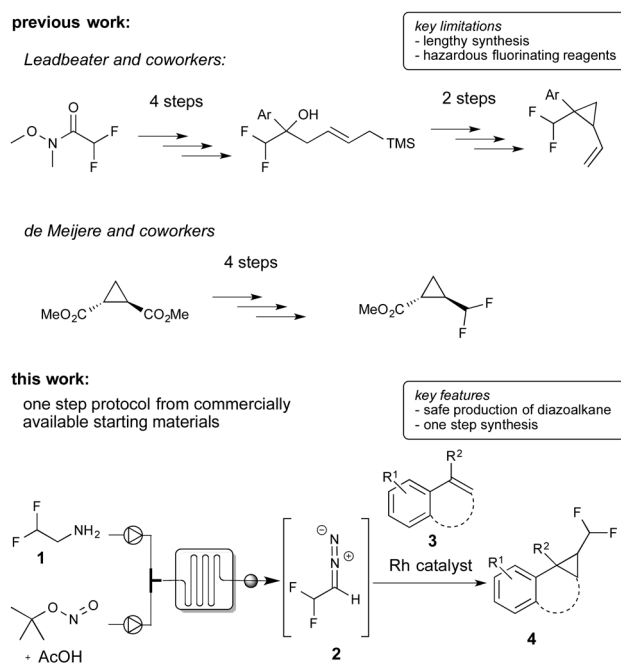 previous work:
key limitations
- lengthy synthesis
- hazardous fluorinating reagents
Leadbeater and coworkers:
4 steps
2 steps
O
O
N
F
F
Ar
OH
F
F
TMS
Ar
F
F
de Meijere and coworkers
4 steps
MeO₂C
CO₂Me
MeO₂C
F
F
this work:
one step protocol from commercially
available starting materials
key features
- safe production of diazoalkane
- one step synthesis
F
F
NH₂
1
O
N
O
+ AcOH
⊖
N
⊕
N
H
F
F
2
R¹
R²
3
Rh catalyst
R¹
R²
F
F
4